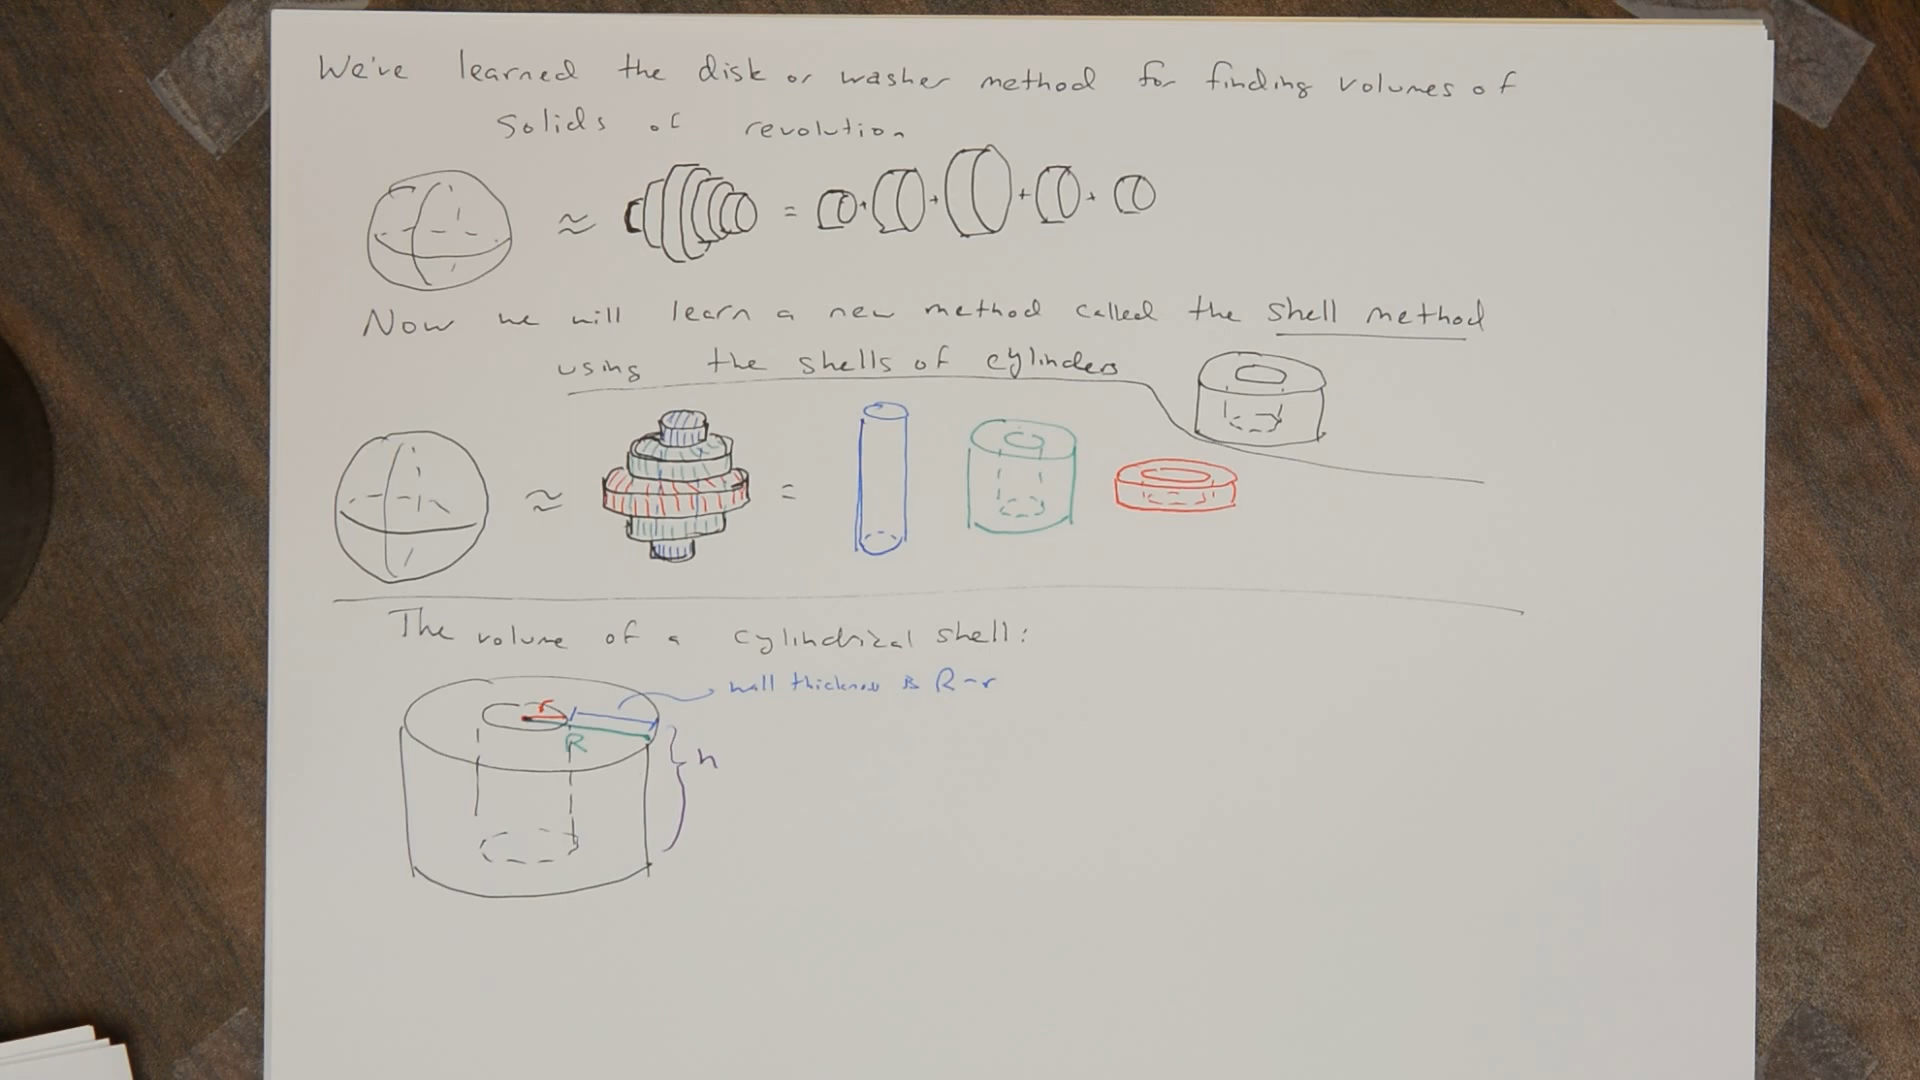 We've learned the disk or washer method for finding volumes of
solids of revolution
≈ = + + + +
Now we will learn a new method called the shell method
using the shells of cylinders
≈ =
The volume of a cylindrical shell:
wall thickness is R-r
r
R
h